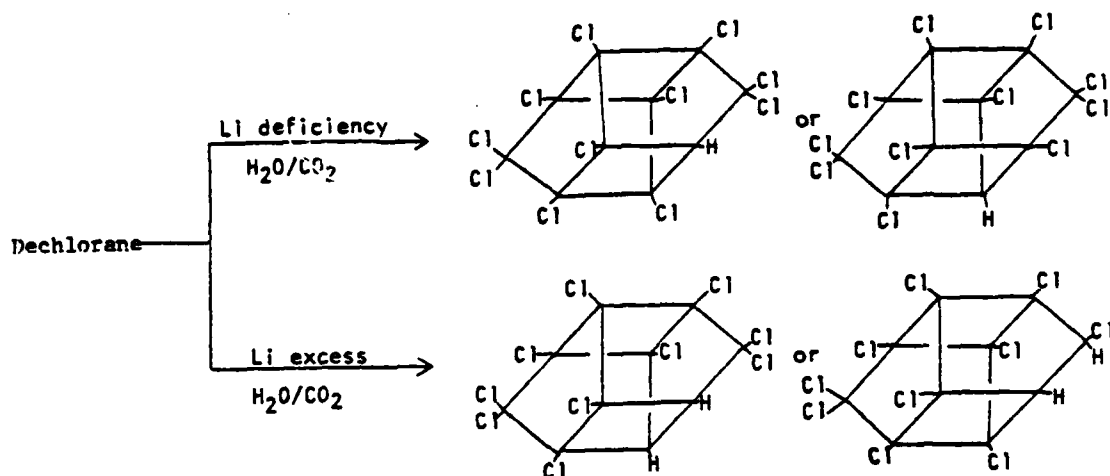 Cl Cl Cl Cl
Cl Cl
Cl Cl Cl Cl Cl Cl
or
Li deficiency Cl Cl
Cl H Cl Cl
H₂O/CO₂ Cl Cl
Cl Cl Cl H
Dechlorane
Cl Cl Cl Cl
Cl Cl
Li excess Cl Cl Cl or Cl Cl H
Cl Cl
H₂O/CO₂ Cl H Cl H
Cl Cl
Cl H Cl Cl